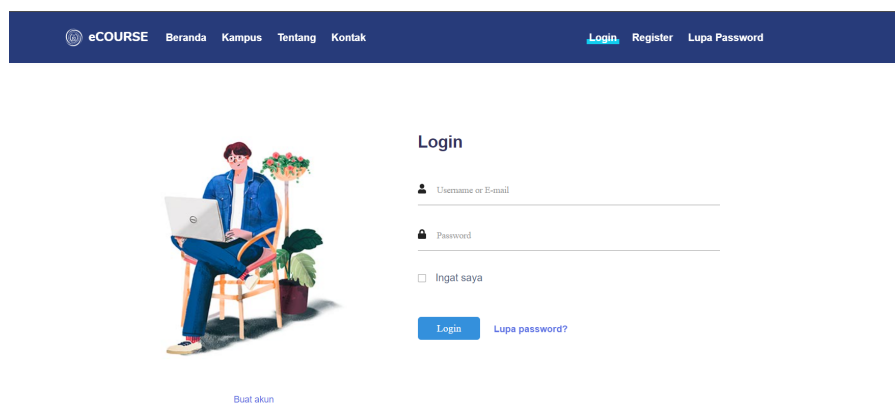 eCOURSE Beranda Kampus Tentang Kontak Login Register Lupa Password
Login
Username or E-mail
Password
Ingat saya
Login Lupa password?
Buat akun